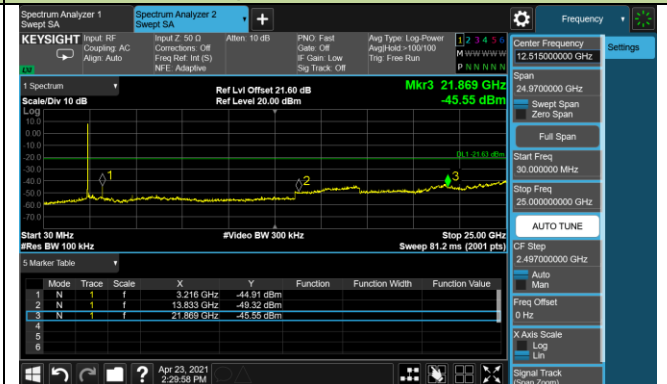 Spectrum Analyzer 1
Swept SA
Spectrum Analyzer 2
Swept SA
+
Frequency
KEYSIGHT
Input: RF
Coupling: AC
Align: Auto
Input Z: 50 Ω
Corrections: Off
Freq Ref: Int (S)
NFE: Adaptive
Atten: 10 dB
PNO: Fast
Gate: Off
IF Gain: Low
Sig Track: Off
Avg Type: Log-Power
Avg|Hold:>100/100
Trig: Free Run
1 2 3 4 5 6
M W W W W W
P N N N N N
LXI
1 Spectrum
Scale/Div 10 dB
Ref Lvl Offset 21.60 dB
Ref Level 20.00 dBm
Mkr3 21.869 GHz
-45.55 dBm
Log
10.0
0.00
-10.0
-20.0
-30.0
-40.0
-50.0
-60.0
-70.0
DL1 -21.63 dBm
1
2
3
Start 30 MHz
#Res BW 100 kHz
#Video BW 300 kHz
Stop 25.00 GHz
Sweep 81.2 ms (2001 pts)
5 Marker Table
Mode Trace Scale X Y Function Function Width Function Value
1 N 1 f 3.216 GHz -44.91 dBm
2 N 1 f 13.833 GHz -49.32 dBm
3 N 1 f 21.869 GHz -45.55 dBm
4
5
6
?
Apr 23, 2021
2:29:58 PM
Center Frequency
12.515000000 GHz
Settings
Span
24.9700000 GHz
Swept Span
Zero Span
Full Span
Start Freq
30.000000 MHz
Stop Freq
25.000000000 GHz
AUTO TUNE
CF Step
2.497000000 GHz
Auto
Man
Freq Offset
0 Hz
X Axis Scale
Log
Lin
Signal Track
(Span Zoom)